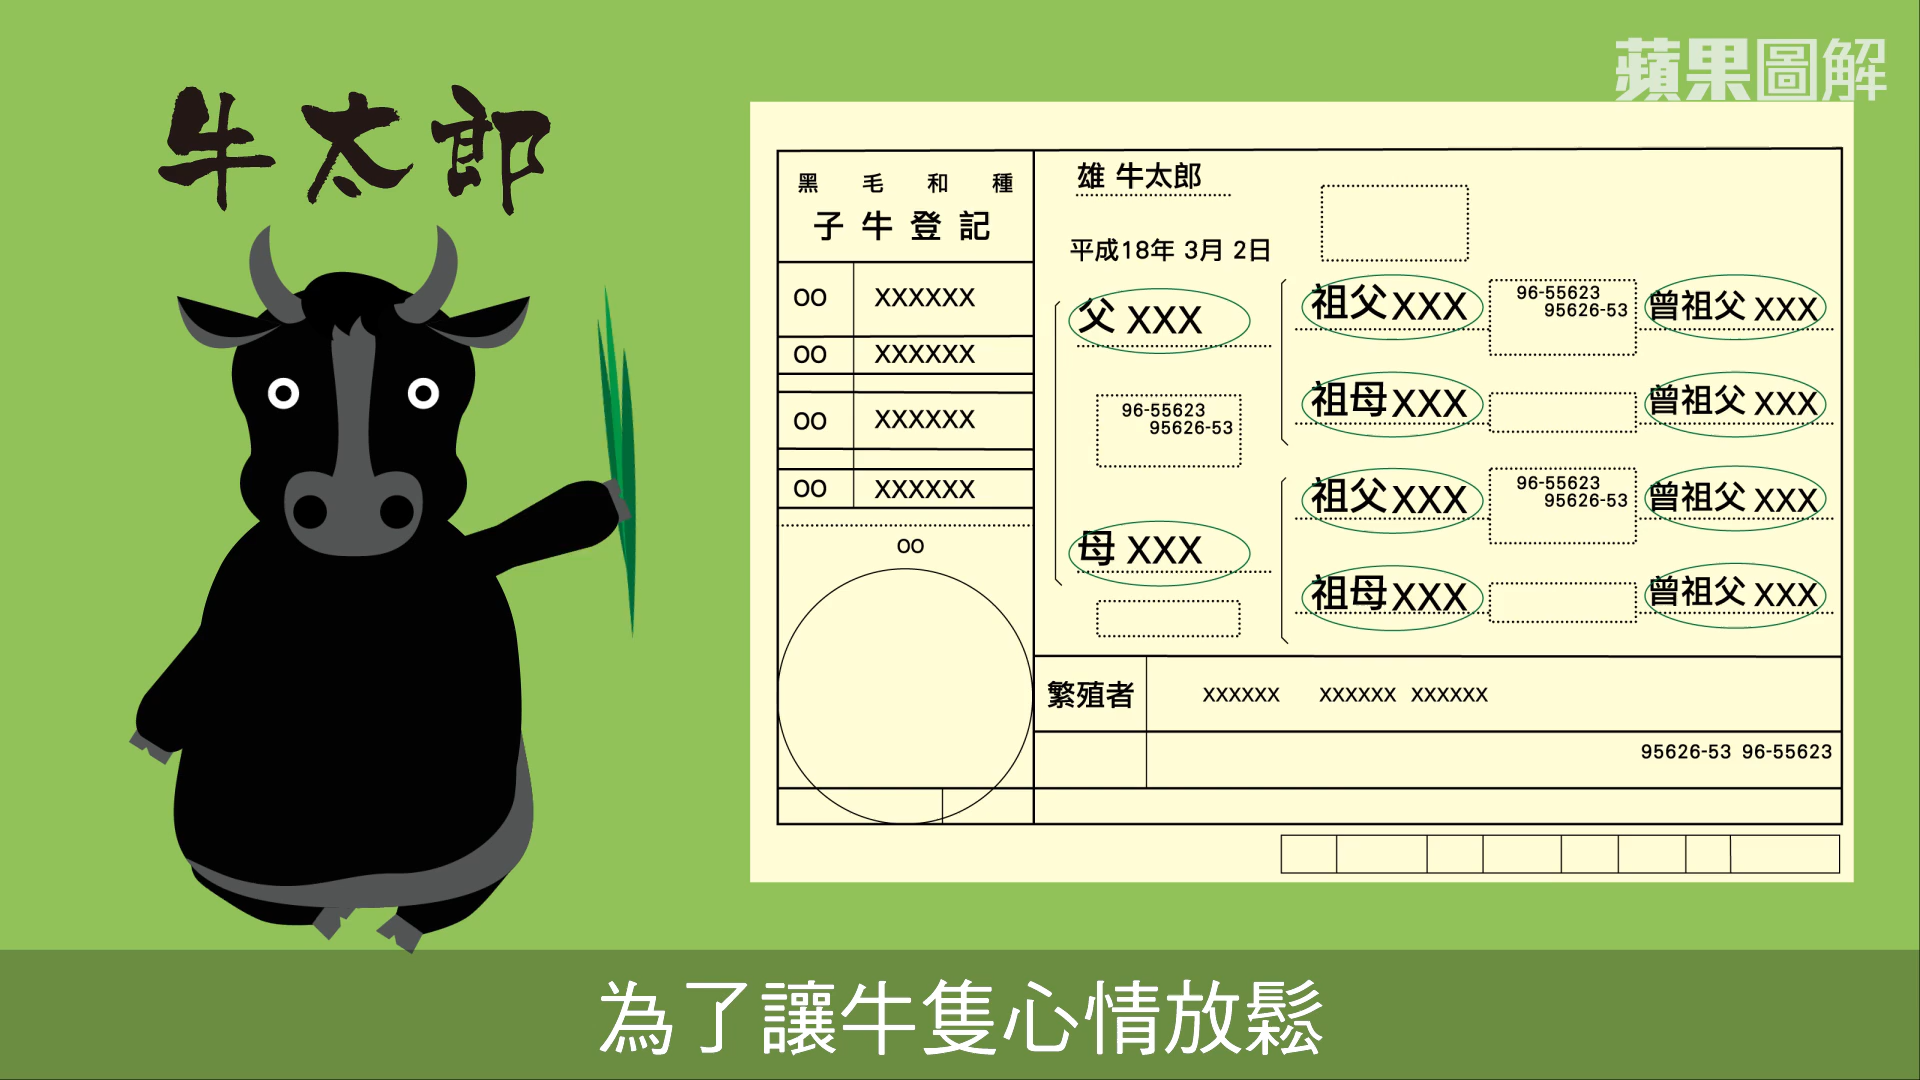 蘋果圖解
牛太郎
黑毛和種
子牛登記
OO XXXXXX
OO XXXXXX
OO XXXXXX
OO XXXXXX
OO
雄 牛太郎
平成18年 3月 2日
父 XXX
96-55623
95626-53
母 XXX
祖父XXX
96-55623
95626-53
曾祖父 XXX
祖母XXX
曾祖父 XXX
祖父XXX
96-55623
95626-53
曾祖父 XXX
祖母XXX
曾祖父 XXX
繁殖者 XXXXXX XXXXXX XXXXXX
95626-53 96-55623
為了讓牛隻心情放鬆